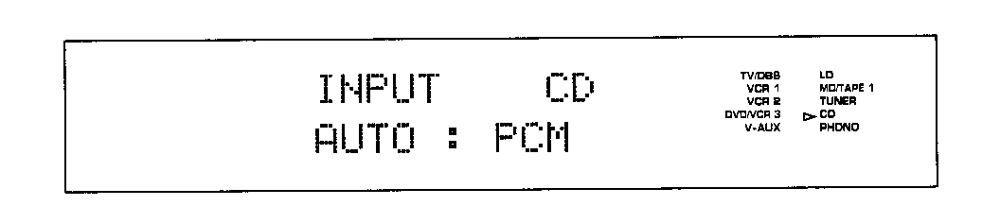 INPUT CD
AUTO : PCM
TV/DBS LD
VCR 1 MD/TAPE 1
VCR 2 TUNER
DVD/VCR 3 CD
V-AUX PHONO